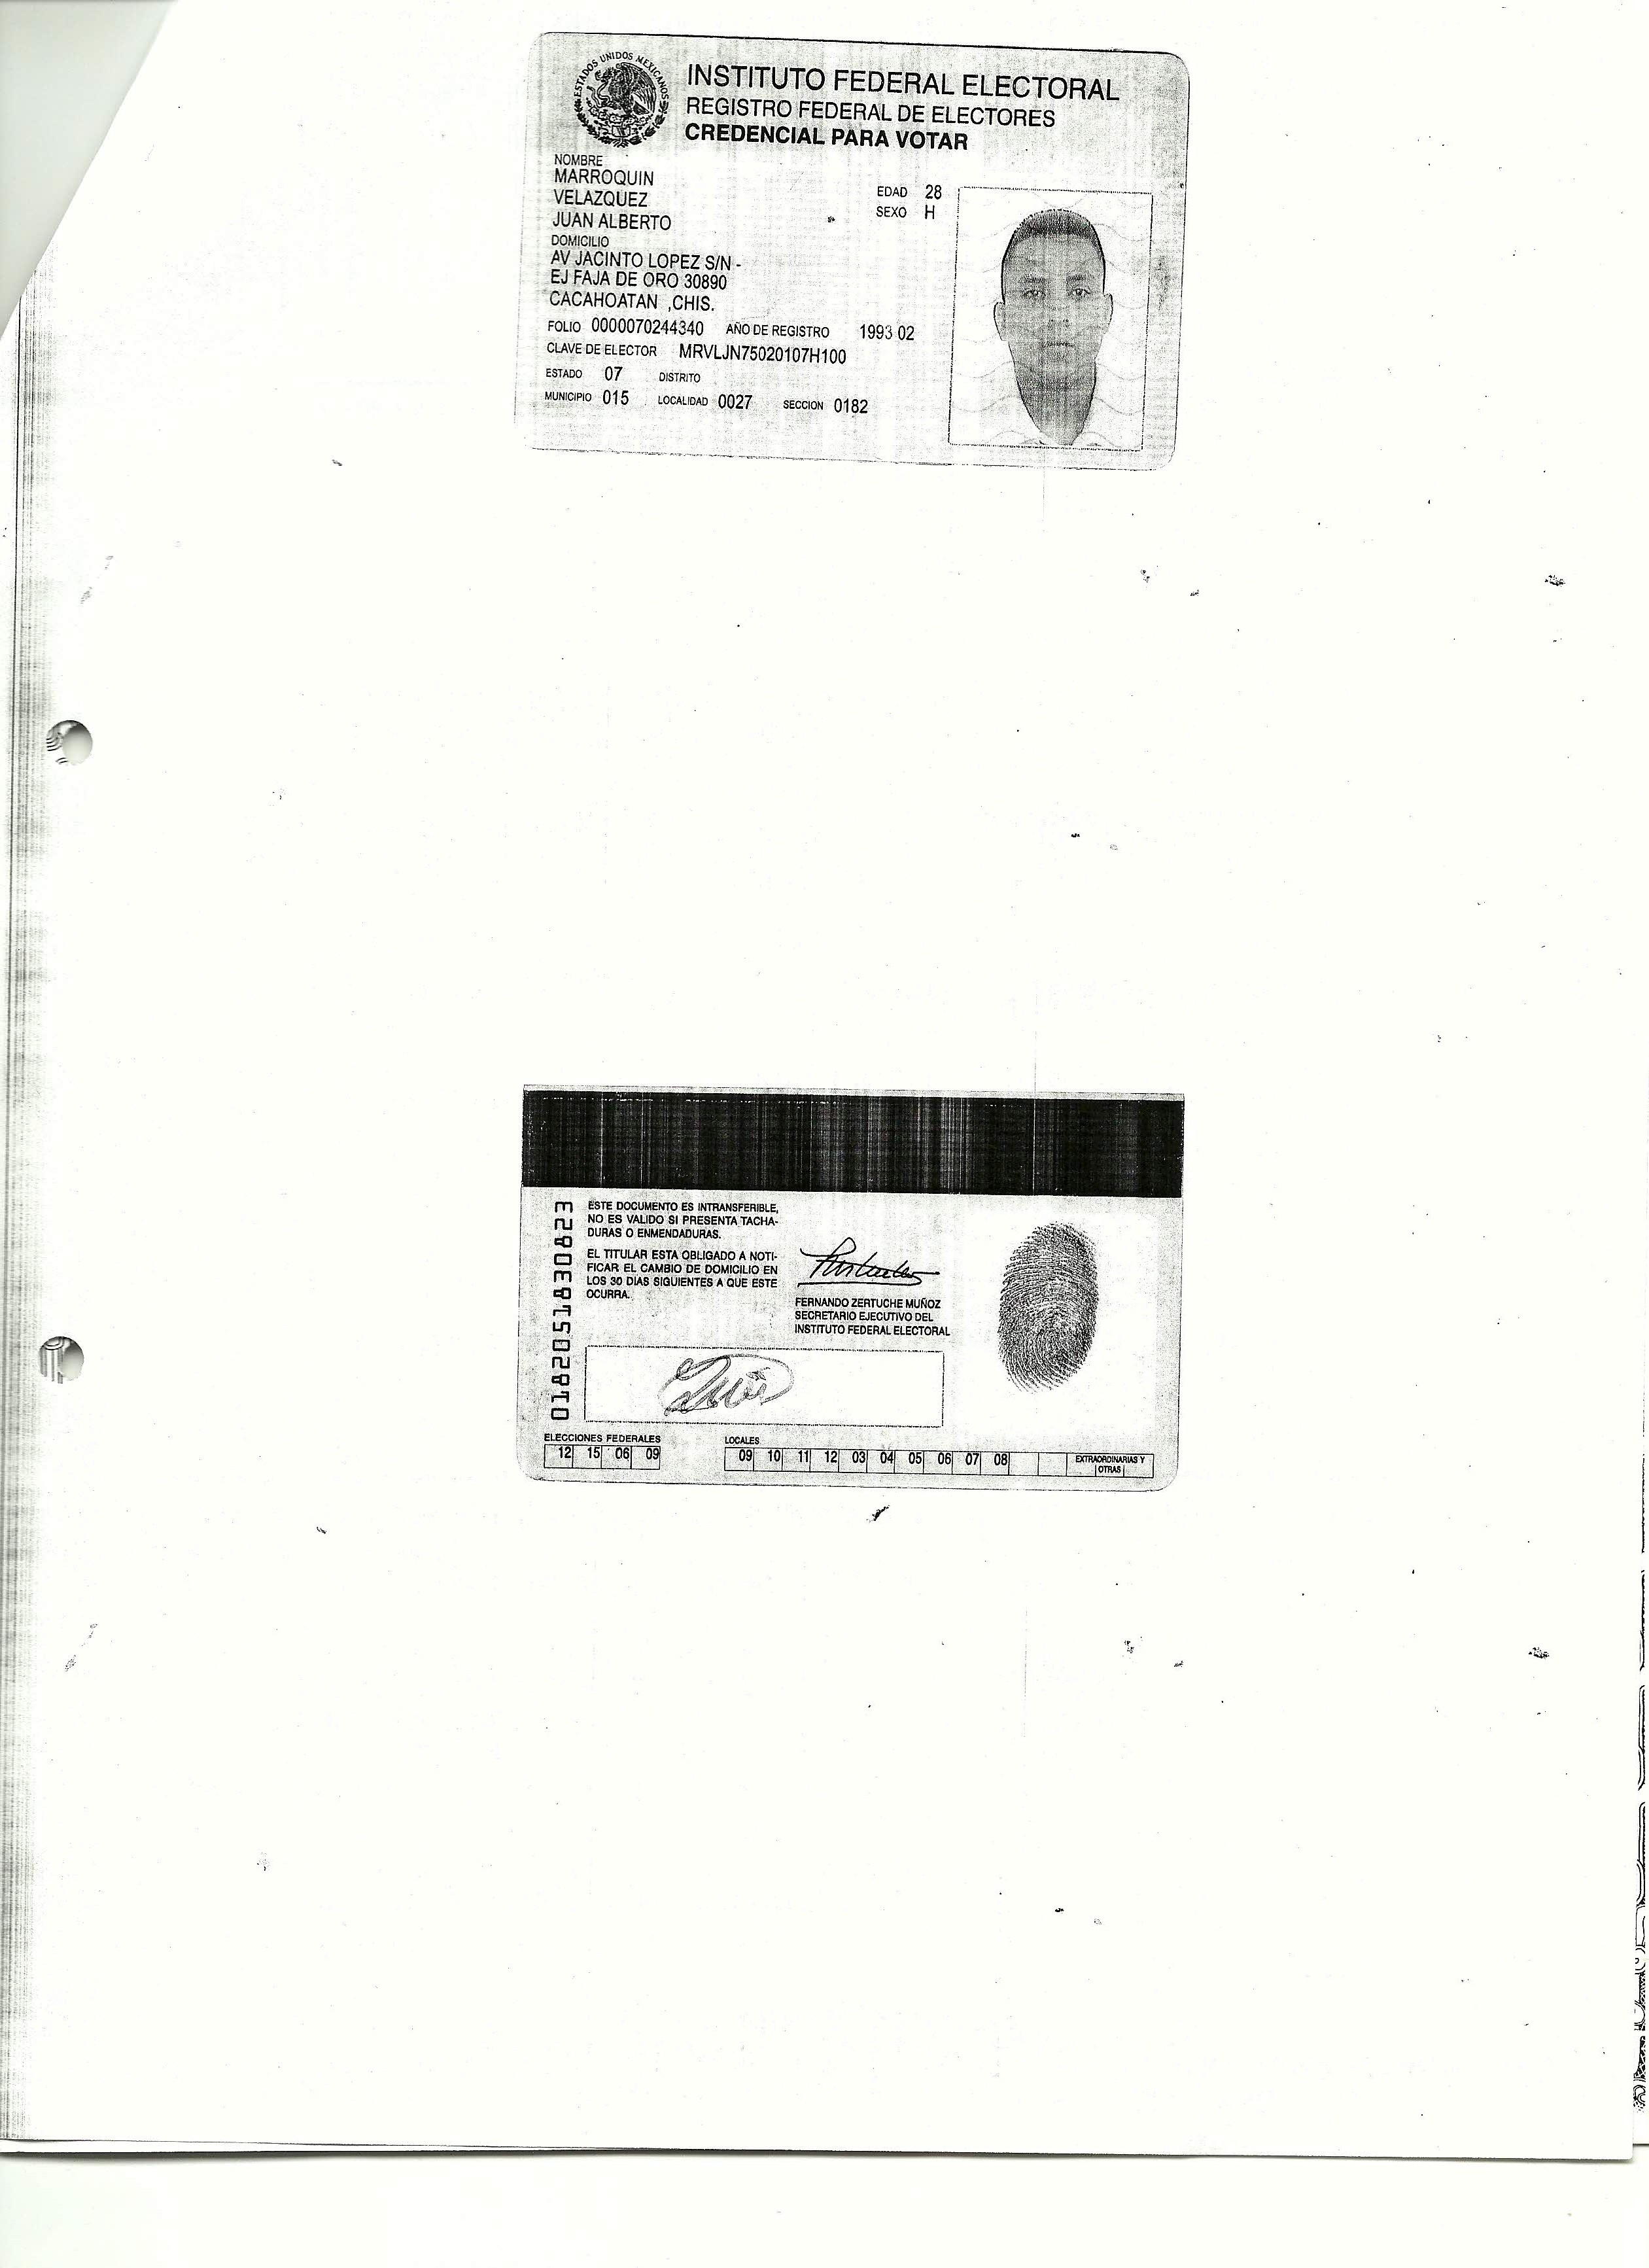 ESTADOS UNIDOS MEXICANOS
INSTITUTO FEDERAL ELECTORAL
REGISTRO FEDERAL DE ELECTORES
CREDENCIAL PARA VOTAR
NOMBRE
MARROQUIN
VELAZQUEZ
JUAN ALBERTO
EDAD 28
SEXO H
DOMICILIO
AV JACINTO LOPEZ S/N -
EJ FAJA DE ORO 30890
CACAHOATAN ,CHIS.
FOLIO 0000070244340 AÑO DE REGISTRO 1993 02
CLAVE DE ELECTOR MRVLJN75020107H100
ESTADO 07 DISTRITO
MUNICIPIO 015 LOCALIDAD 0027 SECCION 0182
0182051830823
ESTE DOCUMENTO ES INTRANSFERIBLE,
NO ES VALIDO SI PRESENTA TACHA-
DURAS O ENMENDADURAS.
EL TITULAR ESTA OBLIGADO A NOTI-
FICAR EL CAMBIO DE DOMICILIO EN
LOS 30 DIAS SIGUIENTES A QUE ESTE
OCURRA.
FERNANDO ZERTUCHE MUÑOZ
SECRETARIO EJECUTIVO DEL
INSTITUTO FEDERAL ELECTORAL
ELECCIONES FEDERALES
12 15 06 09
LOCALES
09 10 11 12 03 04 05 06 07 08
EXTRAORDINARIAS Y
OTRAS